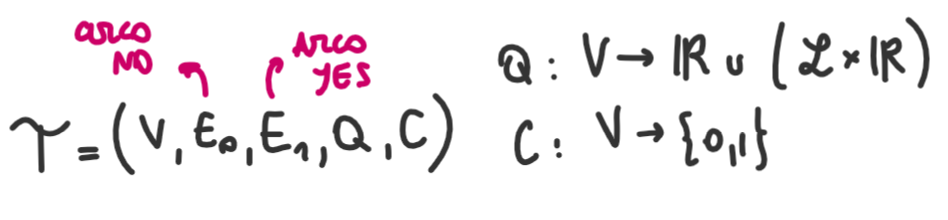 arco NO
Arco YES
T = (V, E₀, E₁, Q, C)
Q : V → ℝ ∪ (ℒ × ℝ)
C : V → {0,1}